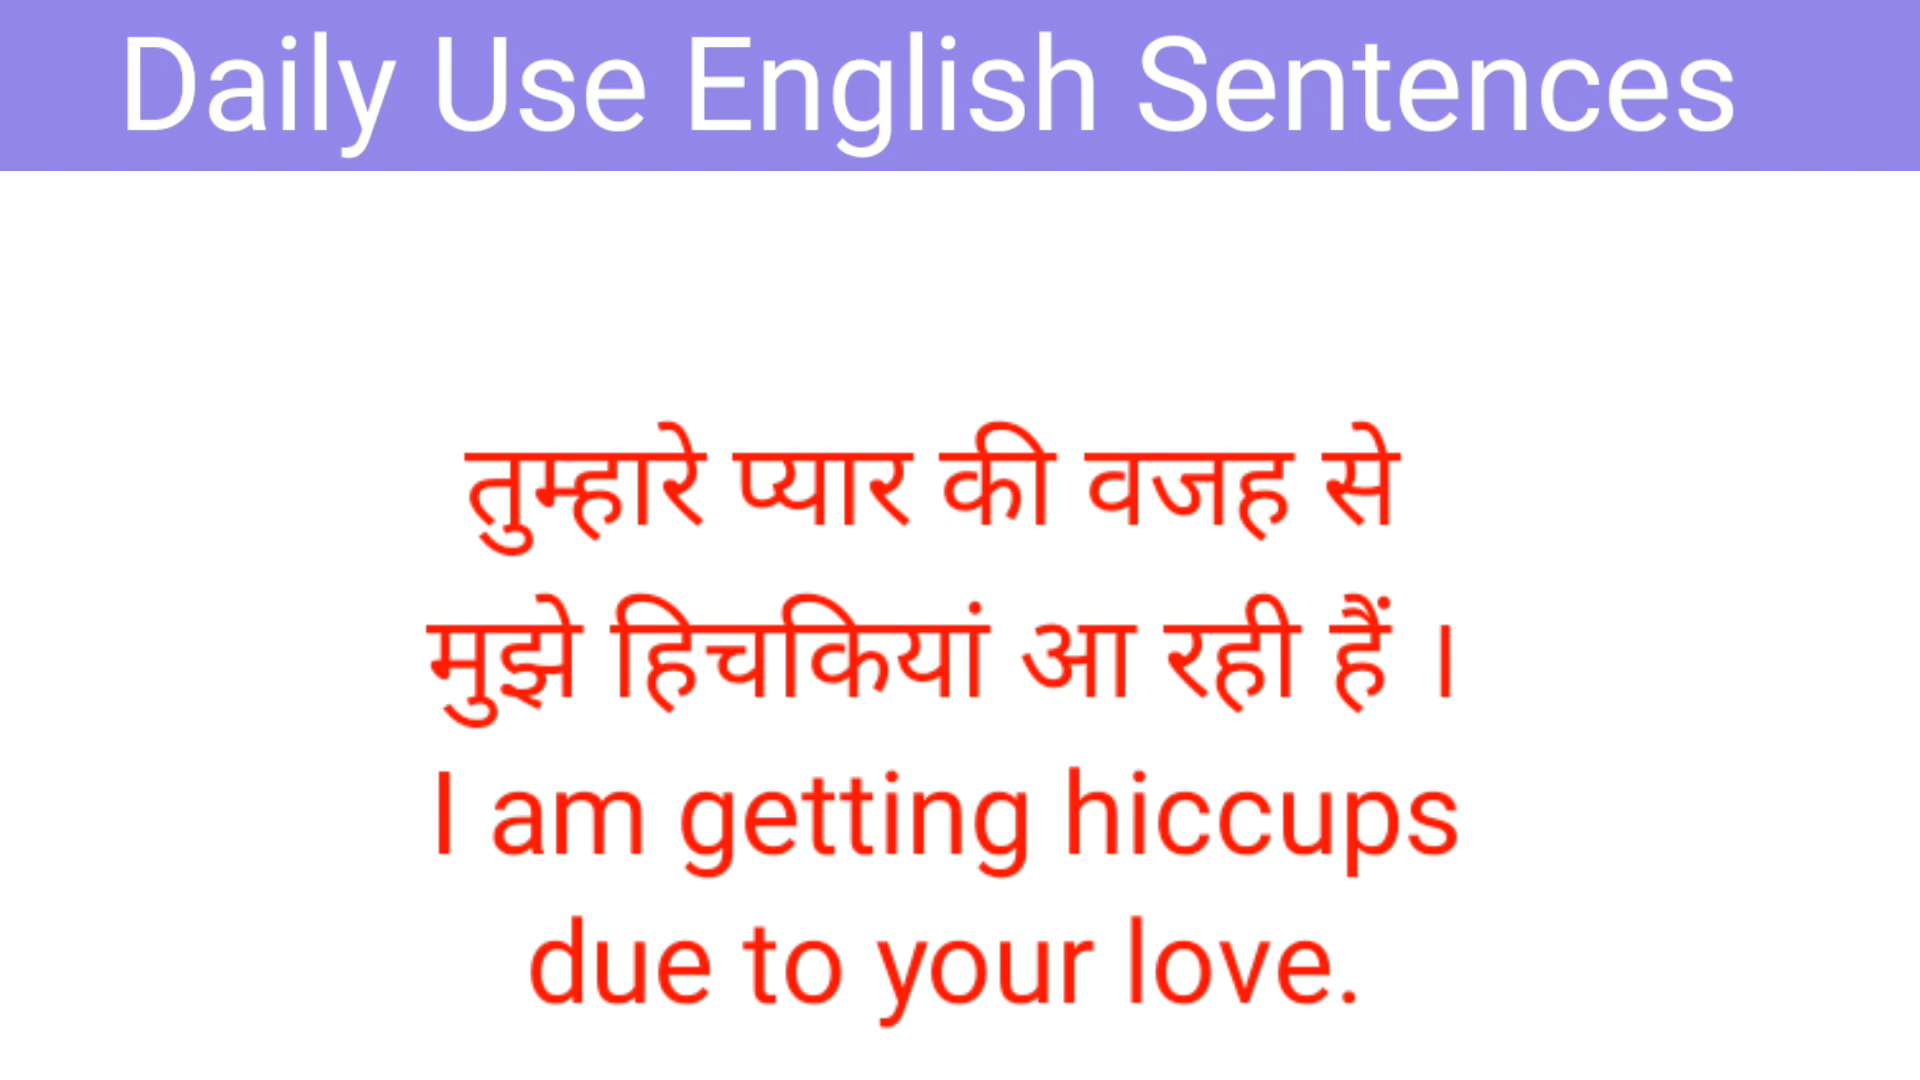 Daily Use English Sentences
तुम्हारे प्यार की वजह से
मुझे हिचकियां आ रही हैं ।
I am getting hiccups
due to your love.